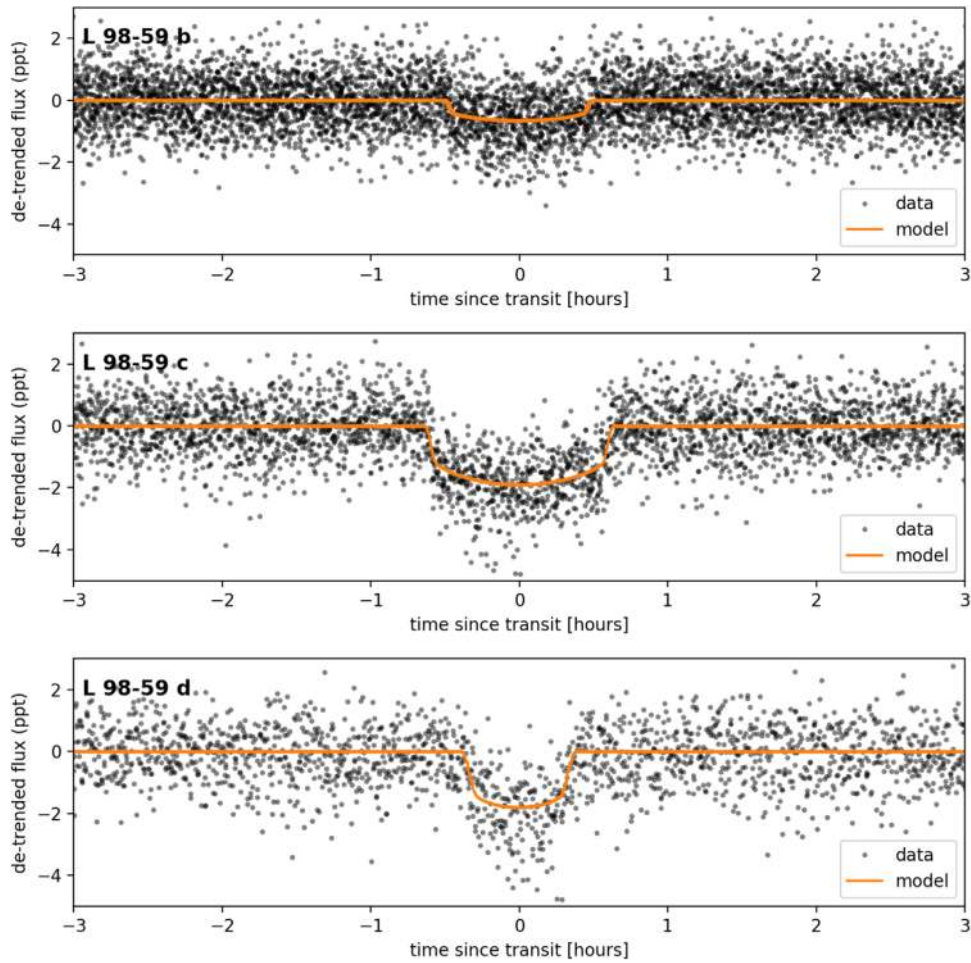 L 98-59 b
de-trended flux (ppt)
2
0
−2
−4
data
model
−3
−2
−1
0
1
2
3
time since transit [hours]
L 98-59 c
de-trended flux (ppt)
2
0
−2
−4
data
model
−3
−2
−1
0
1
2
3
time since transit [hours]
L 98-59 d
de-trended flux (ppt)
2
0
−2
−4
data
model
−3
−2
−1
0
1
2
3
time since transit [hours]